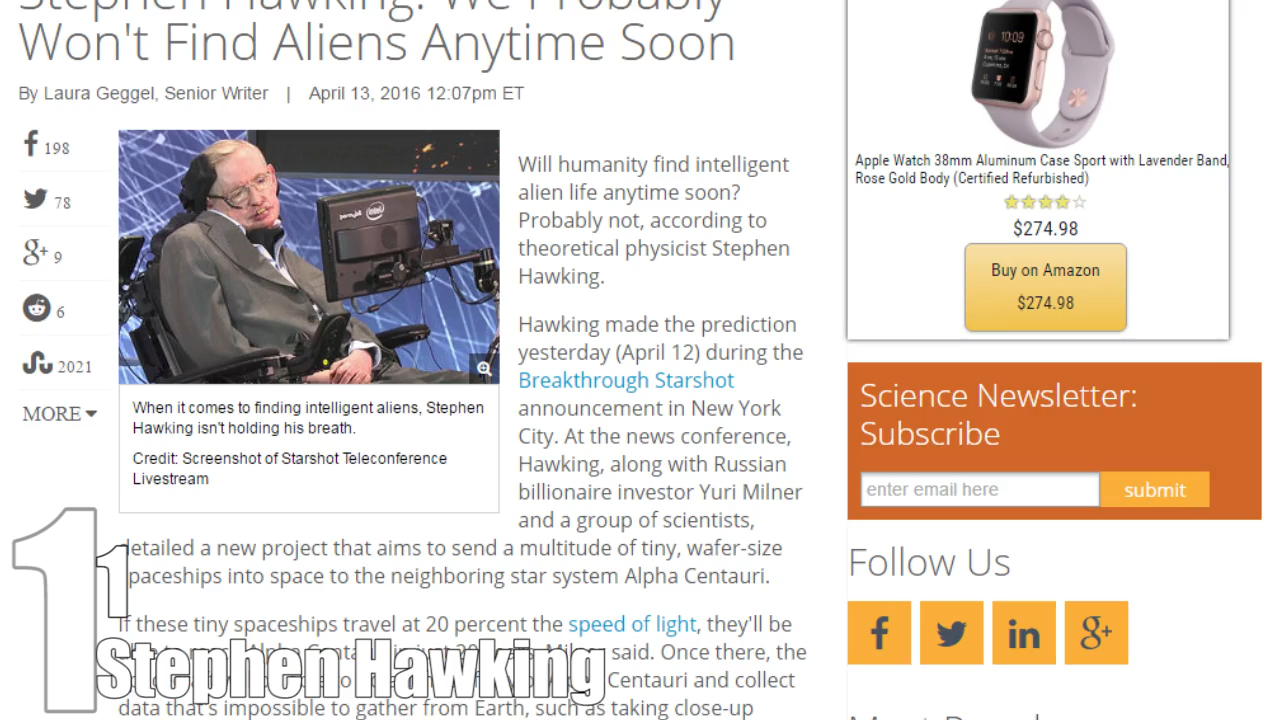 Stephen Hawking: We Probably
Won't Find Aliens Anytime Soon
By Laura Geggel, Senior Writer | April 13, 2016 12:07pm ET
198
78
9
6
2021
MORE
intel
When it comes to finding intelligent aliens, Stephen
Hawking isn't holding his breath.
Credit: Screenshot of Starshot Teleconference
Livestream
Will humanity find intelligent
alien life anytime soon?
Probably not, according to
theoretical physicist Stephen
Hawking.
Hawking made the prediction
yesterday (April 12) during the
Breakthrough Starshot
announcement in New York
City. At the news conference,
Hawking, along with Russian
billionaire investor Yuri Milner
and a group of scientists,
detailed a new project that aims to send a multitude of tiny, wafer-size
spaceships into space to the neighboring star system Alpha Centauri.
If these tiny spaceships travel at 20 percent the speed of light, they'll be
said. Once there, the
Centauri and collect
data that's impossible to gather from Earth, such as taking close-up
11
Stephen Hawking
10:09
Apple Watch 38mm Aluminum Case Sport with Lavender Band,
Rose Gold Body (Certified Refurbished)
$274.98
Buy on Amazon
$274.98
Science Newsletter:
Subscribe
enter email here
submit
Follow Us